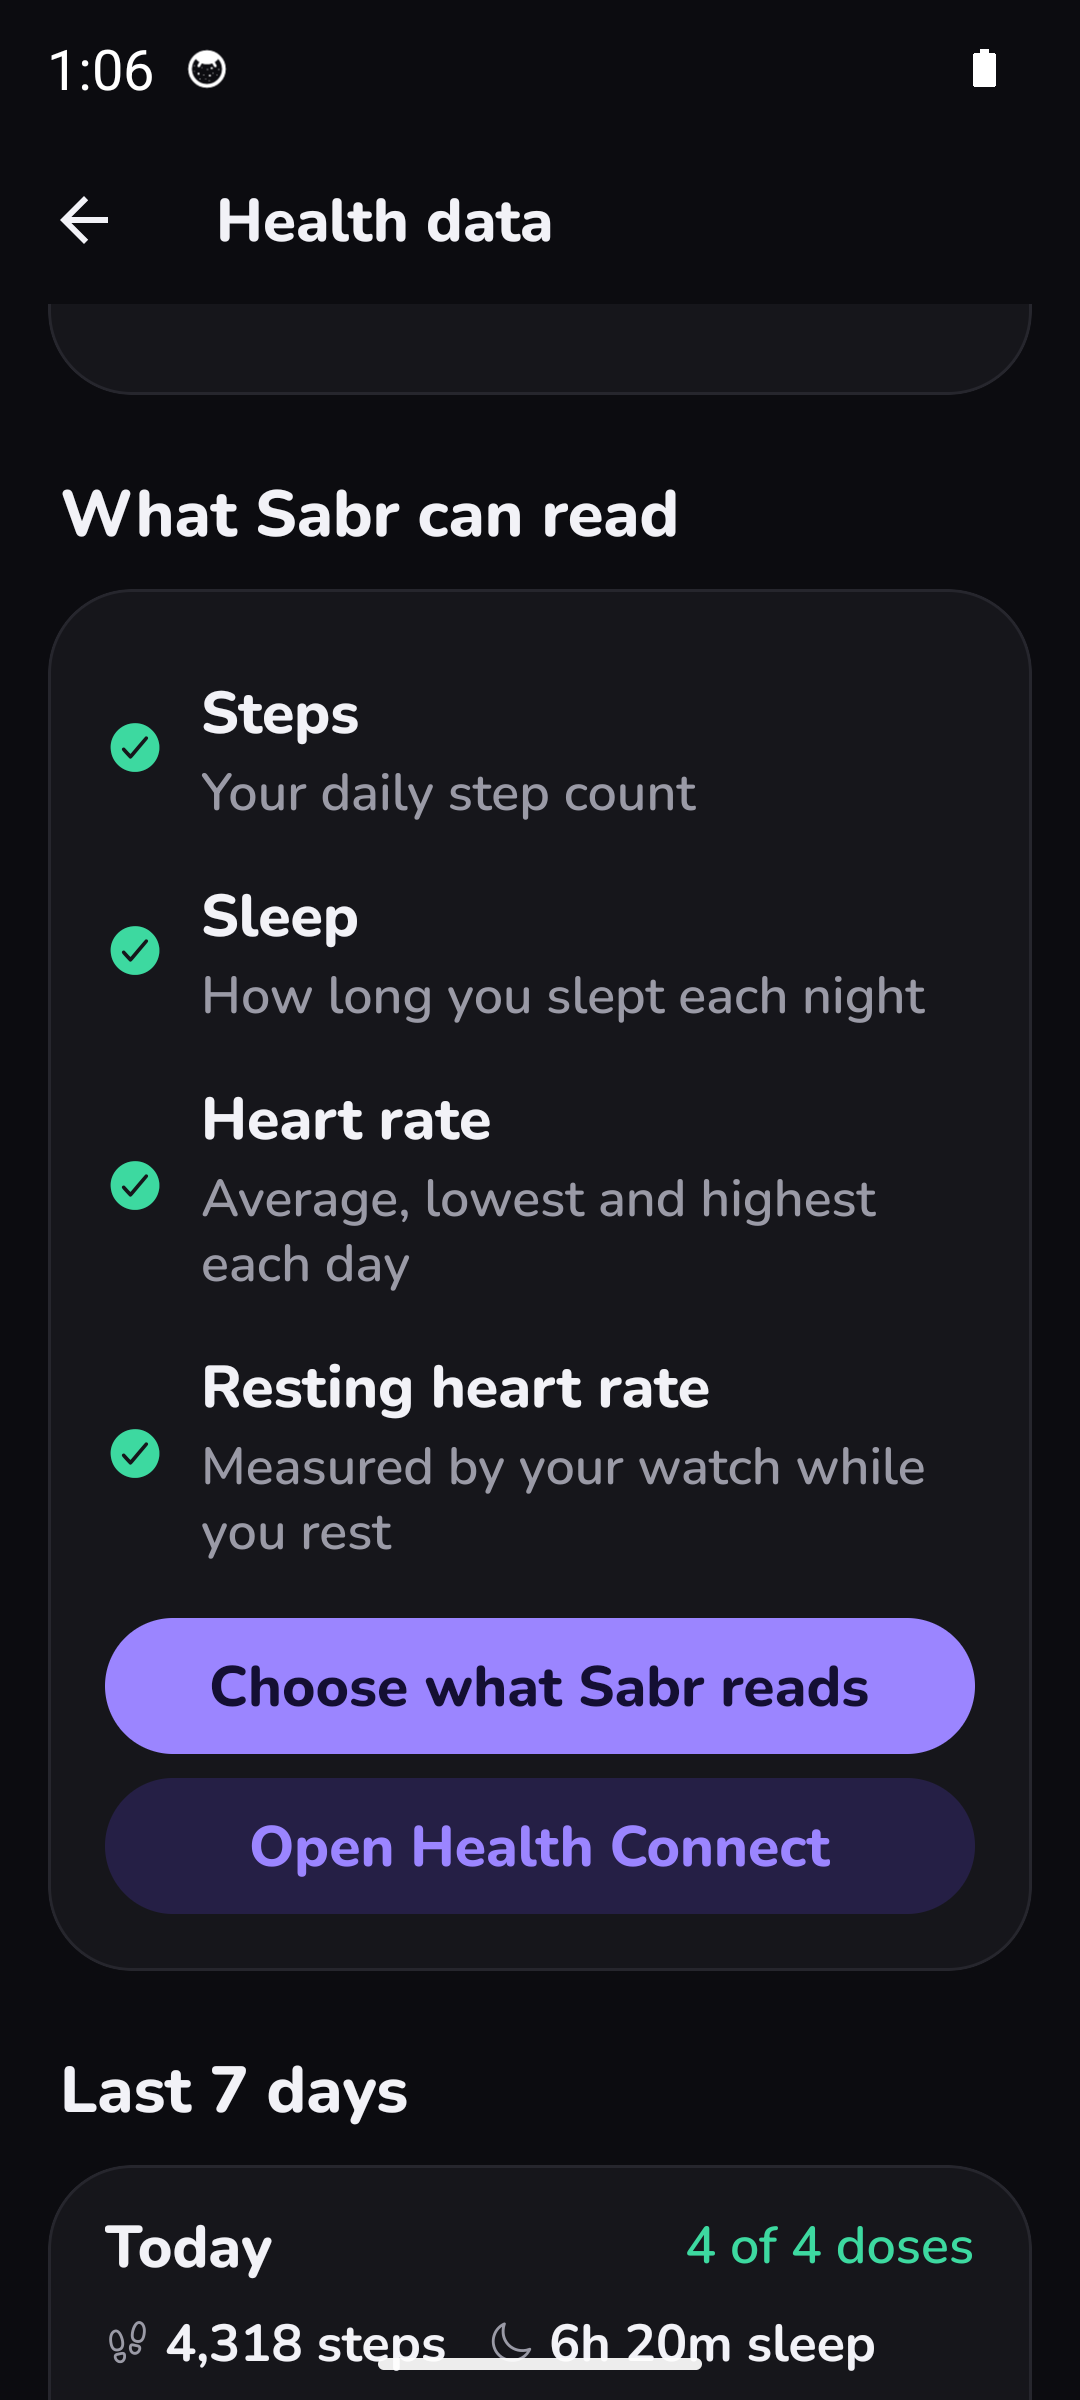 1:06
Health data
What Sabr can read
Steps
Your daily step count
Sleep
How long you slept each night
Heart rate
Average, lowest and highest
each day
Resting heart rate
Measured by your watch while
you rest
Choose what Sabr reads
Open Health Connect
Last 7 days
Today
4 of 4 doses
4,318 steps
6h 20m sleep